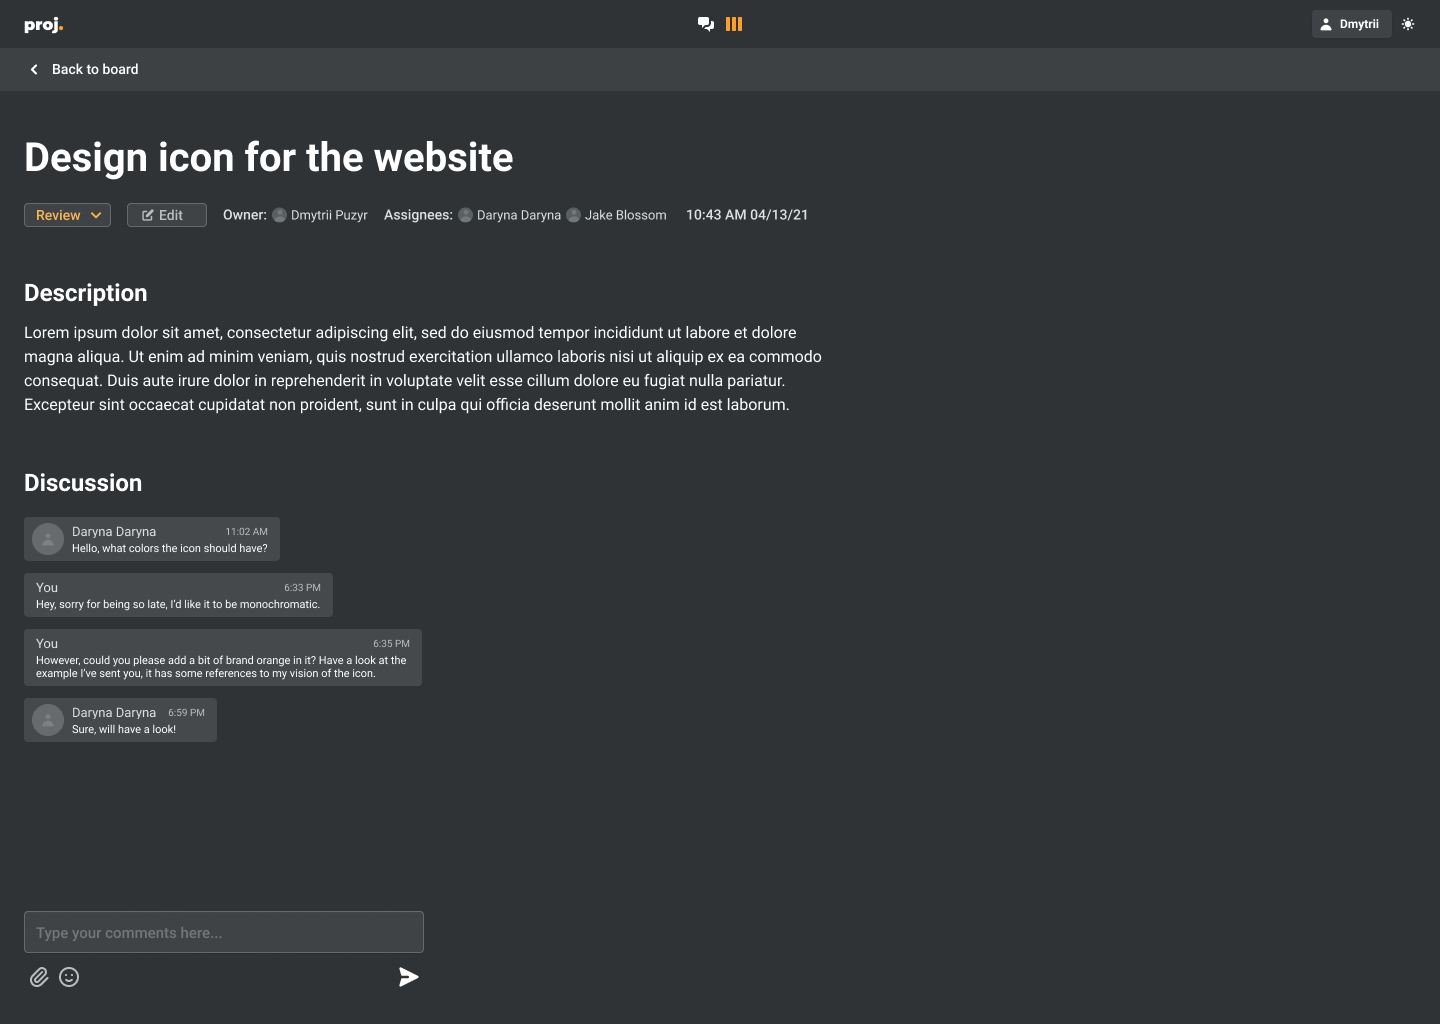 proj.
Dmytrii
Back to board
Design icon for the website
Review Edit Owner: Dmytrii Puzyr Assignees: Daryna Daryna Jake Blossom 10:43 AM 04/13/21
Description
Lorem ipsum dolor sit amet, consectetur adipiscing elit, sed do eiusmod tempor incididunt ut labore et dolore
magna aliqua. Ut enim ad minim veniam, quis nostrud exercitation ullamco laboris nisi ut aliquip ex ea commodo
consequat. Duis aute irure dolor in reprehenderit in voluptate velit esse cillum dolore eu fugiat nulla pariatur.
Excepteur sint occaecat cupidatat non proident, sunt in culpa qui officia deserunt mollit anim id est laborum.
Discussion
Daryna Daryna 11:02 AM
Hello, what colors the icon should have?
You 6:33 PM
Hey, sorry for being so late, I'd like it to be monochromatic.
You 6:35 PM
However, could you please add a bit of brand orange in it? Have a look at the
example I've sent you, it has some references to my vision of the icon.
Daryna Daryna 6:59 PM
Sure, will have a look!
Type your comments here...